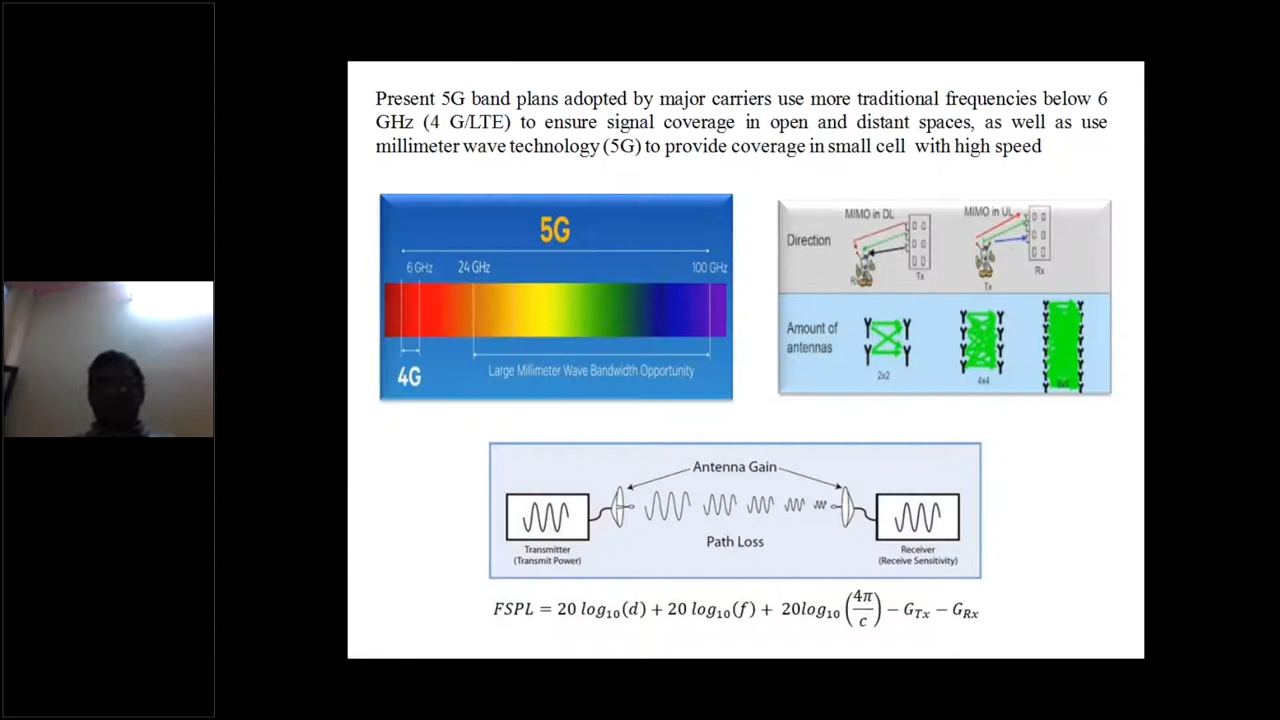 Present 5G band plans adopted by major carriers use more traditional frequencies below 6
GHz (4 G/LTE) to ensure signal coverage in open and distant spaces, as well as use
millimeter wave technology (5G) to provide coverage in small cell with high speed
5G
6 GHz 24 GHz 100 GHz
4G
Large Millimeter Wave Bandwidth Opportunity
MIMO in DL MIMO in UL
Direction
Rx Tx Tx Rx
Amount of
antennas
2x2 4x4
Antenna Gain
Path Loss
Transmitter
(Transmit Power)
Receiver
(Receive Sensitivity)
FSPL = 20 log₁₀(d) + 20 log₁₀(f) + 20log₁₀(4π/c) − G_Tx − G_Rx